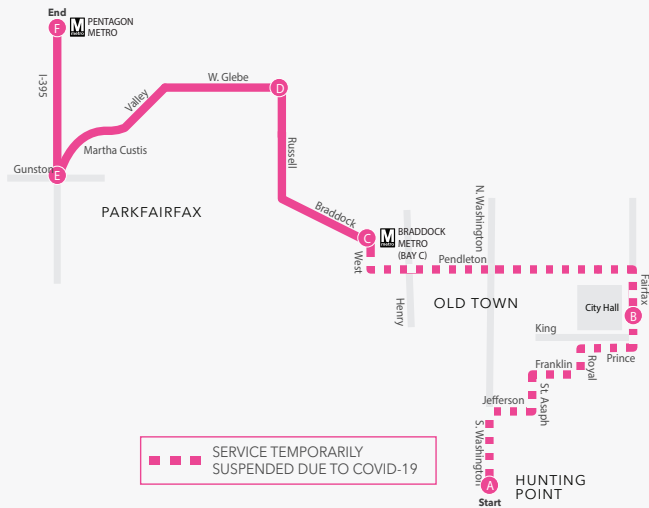 End
F
M
metro
PENTAGON
METRO
I-395
W. Glebe
D
Valley
Martha Custis
Gunston
E
Russell
PARKFAIRFAX
Braddock
C
M
metro
BRADDOCK
METRO
(BAY C)
West
N. Washington
Pendleton
Henry
OLD TOWN
Fairfax
City Hall
B
King
Prince
Royal
Franklin
St. Asaph
Jefferson
S. Washington
SERVICE TEMPORARILY
SUSPENDED DUE TO COVID-19
A
Start
HUNTING
POINT